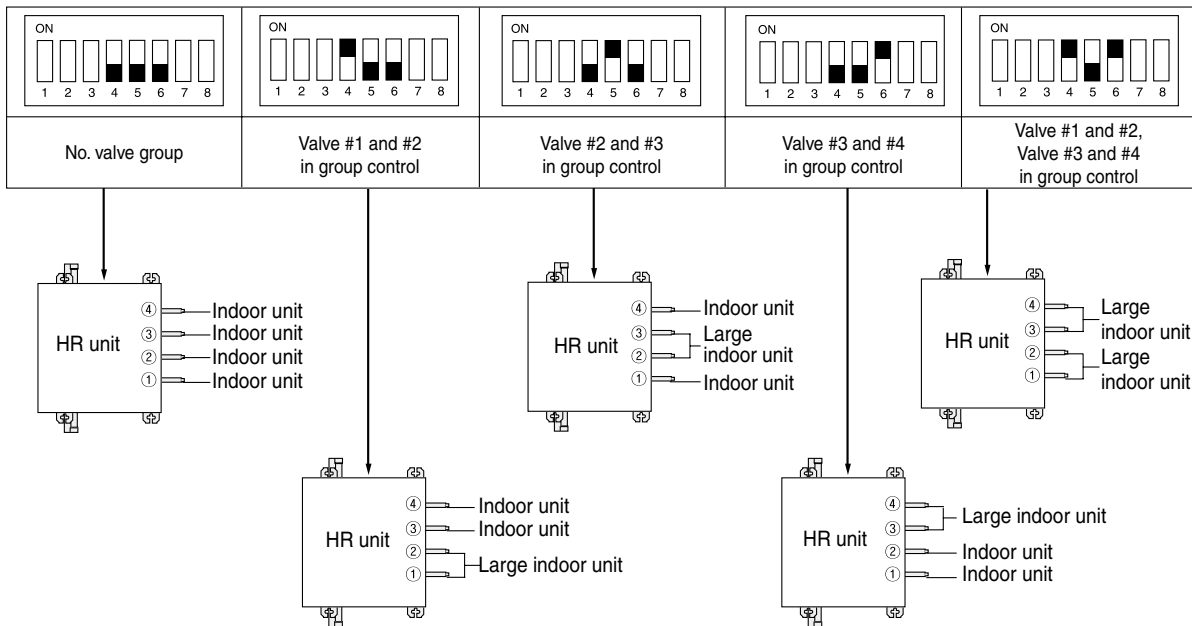 ON
1 2 3 4 5 6 7 8
ON
1 2 3 4 5 6 7 8
ON
1 2 3 4 5 6 7 8
ON
1 2 3 4 5 6 7 8
ON
1 2 3 4 5 6 7 8
No. valve group
Valve #1 and #2
in group control
Valve #2 and #3
in group control
Valve #3 and #4
in group control
Valve #1 and #2,
Valve #3 and #4
in group control
HR unit
④ Indoor unit
③ Indoor unit
② Indoor unit
① Indoor unit
HR unit
④ Indoor unit
③ Large
② indoor unit
① Indoor unit
HR unit
④ Large
③ indoor unit
② Large
① indoor unit
HR unit
④ Indoor unit
③ Indoor unit
②
① Large indoor unit
HR unit
④
③ Large indoor unit
② Indoor unit
① Indoor unit